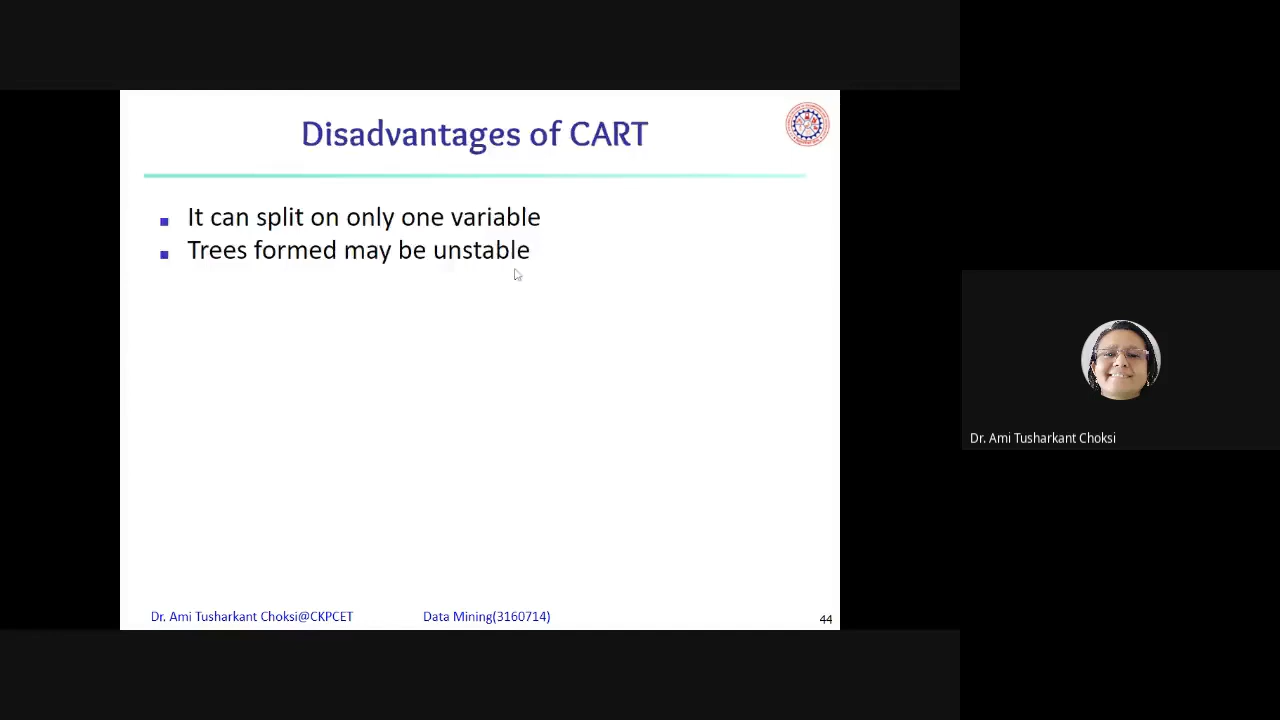 Disadvantages of CART
It can split on only one variable
Trees formed may be unstable
Dr. Ami Tusharkant Choksi
Dr. Ami Tusharkant Choksi@CKPCET
Data Mining(3160714)
44